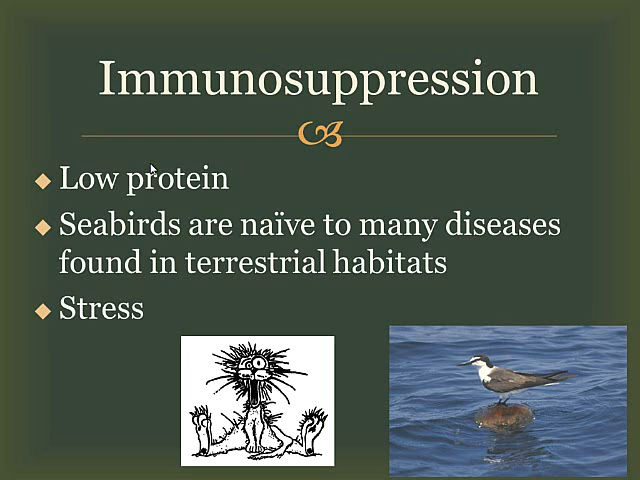 Immunosuppression
Low protein
Seabirds are naïve to many diseases
found in terrestrial habitats
Stress